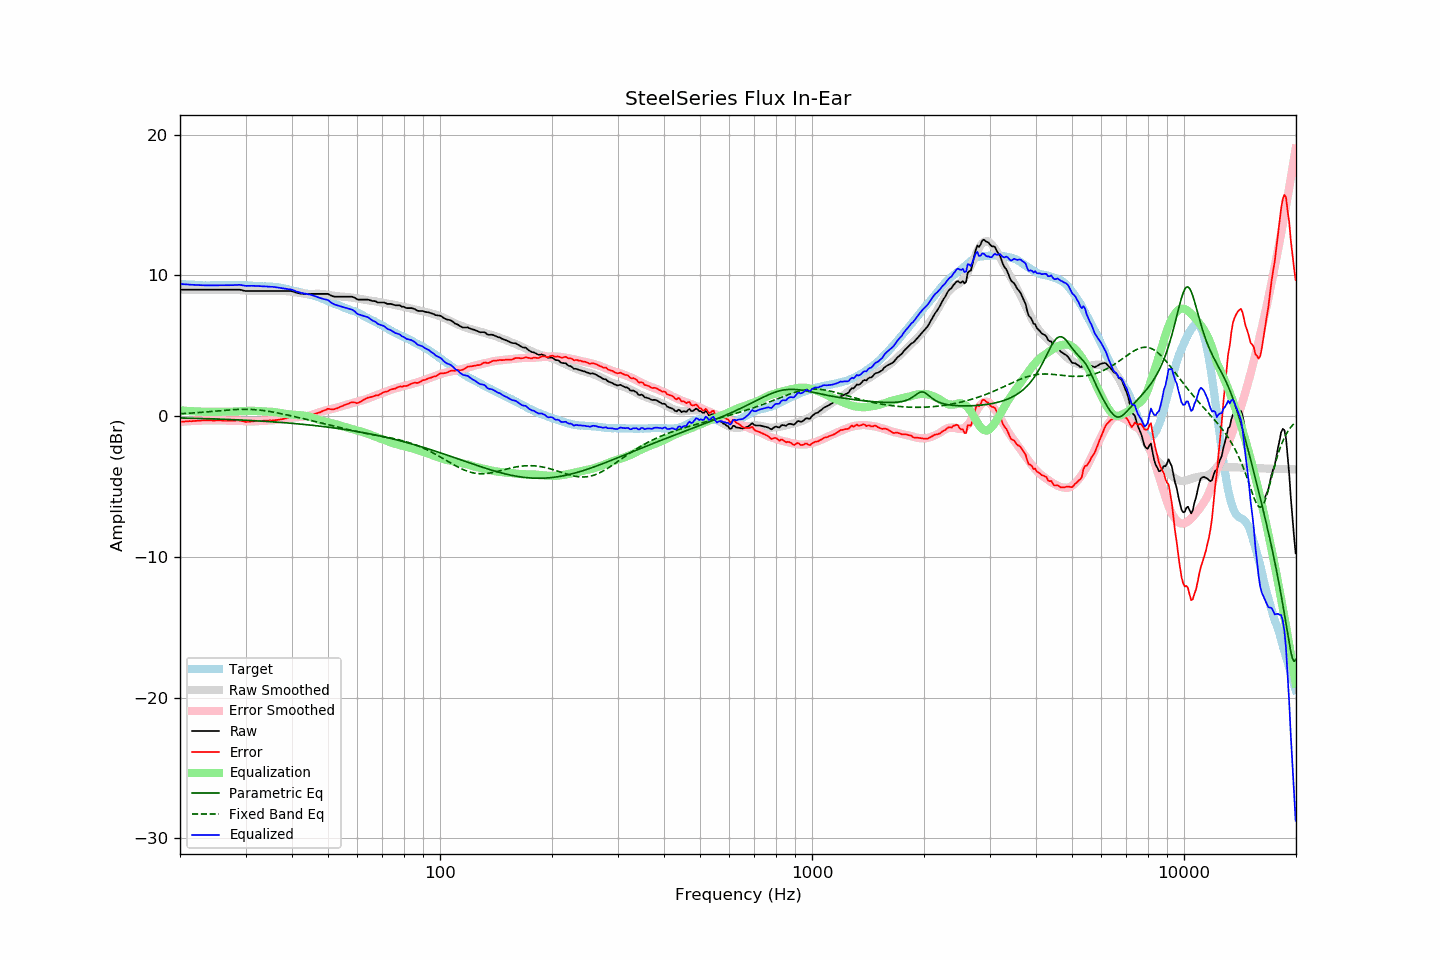 SteelSeries Flux In-Ear
20
10
0
−10
−20
−30
Amplitude (dBr)
Target
Raw Smoothed
Error Smoothed
Raw
Error
Equalization
Parametric Eq
Fixed Band Eq
Equalized
100
1000
10000
Frequency (Hz)